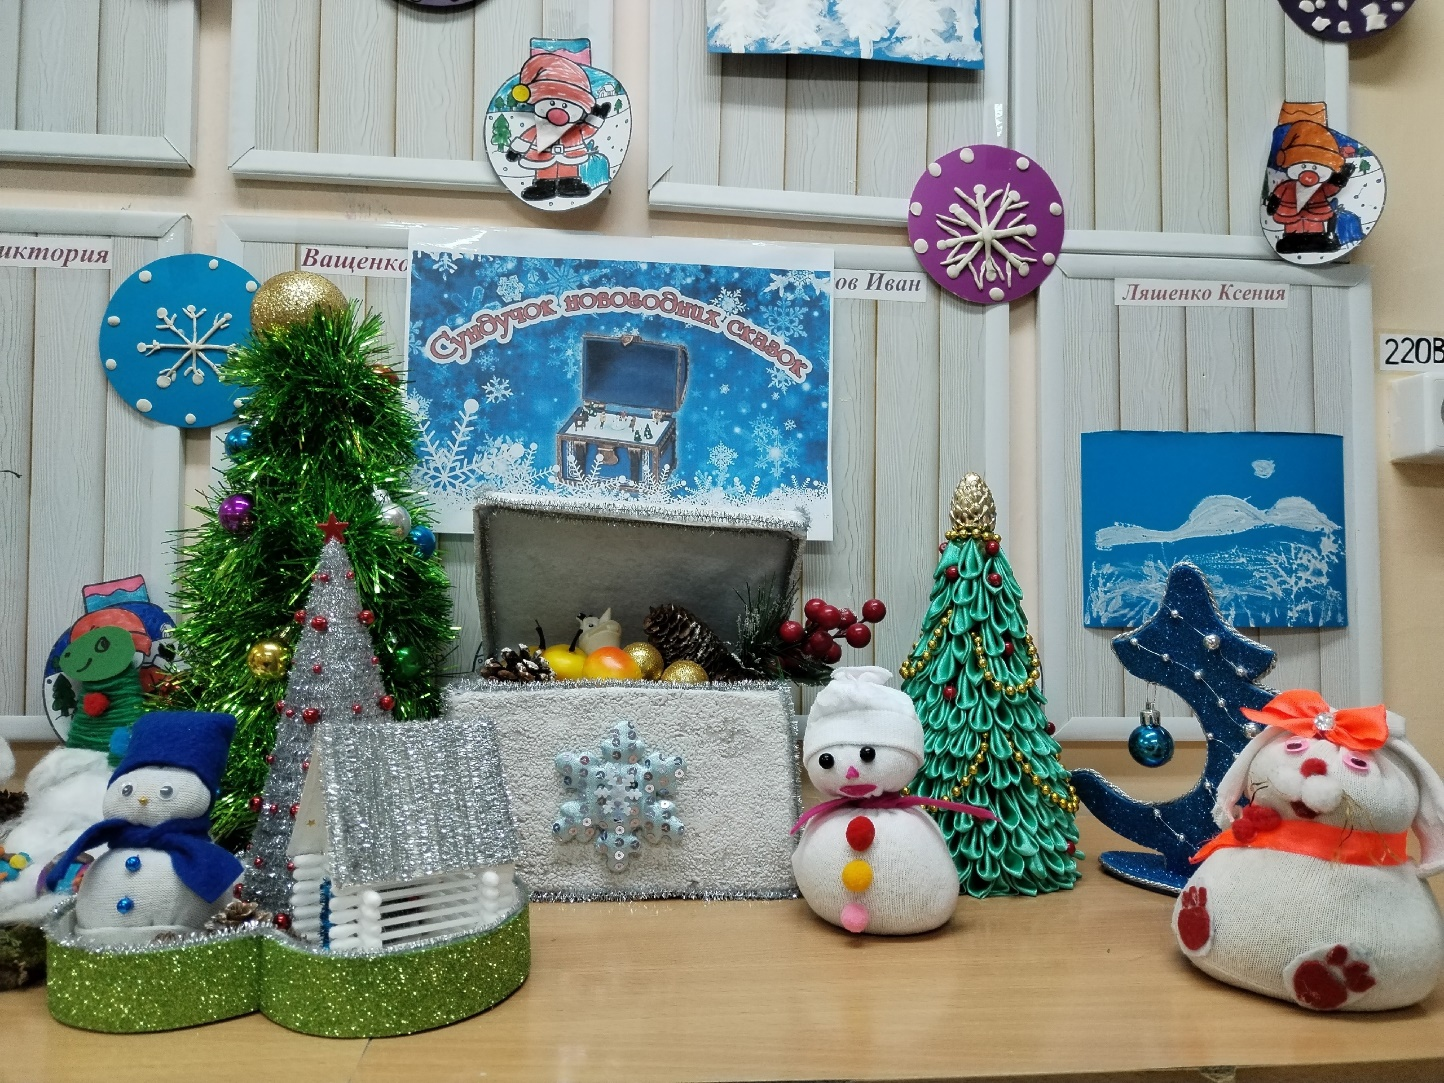 иктория
Ващенко
ов Иван
Сундучок новогодних сказок
Ляшенко Ксения
220В